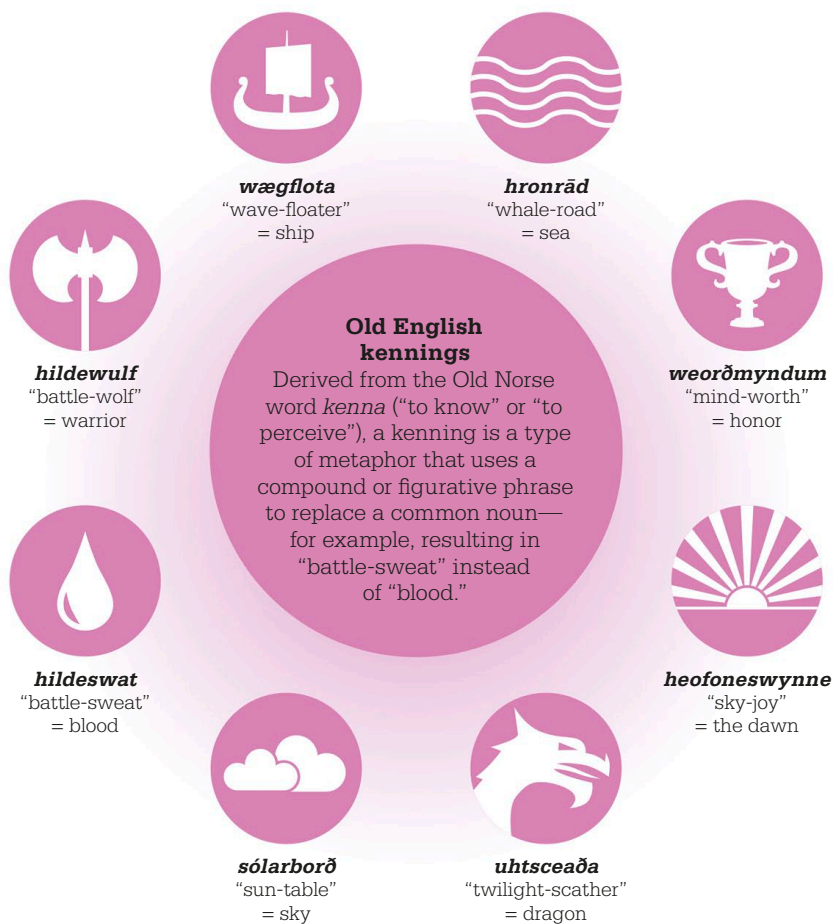 wægflota
“wave-floater”
= ship
hronrād
“whale-road”
= sea
hildewulf
“battle-wolf”
= warrior
Old English
kennings
Derived from the Old Norse
word kenna (“to know” or “to
perceive”), a kenning is a type
of metaphor that uses a
compound or figurative phrase
to replace a common noun—
for example, resulting in
“battle-sweat” instead
of “blood.”
weorðmyndum
“mind-worth”
= honor
hildeswat
“battle-sweat”
= blood
heofoneswynne
“sky-joy”
= the dawn
sólarborð
“sun-table”
= sky
uhtsceaða
“twilight-scather”
= dragon